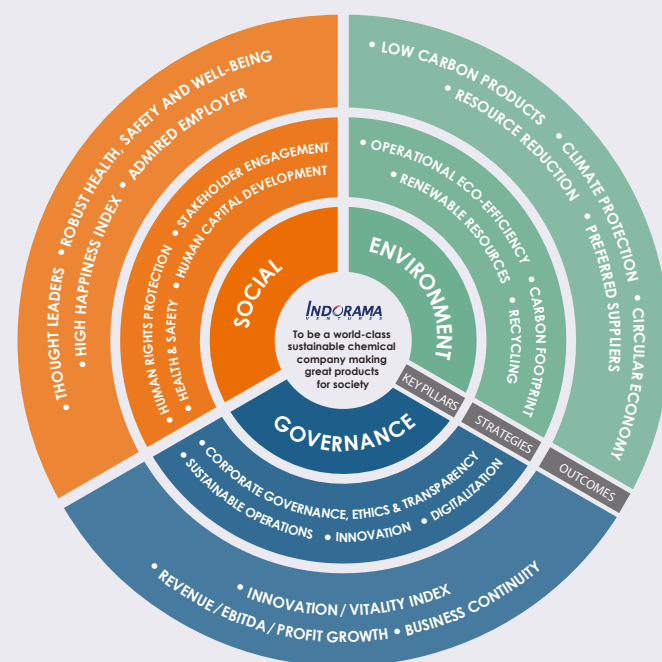 INDORAMA
VENTURES
To be a world-class
sustainable chemical
company making
great products
for society
SOCIAL
• HUMAN RIGHTS PROTECTION • STAKEHOLDER ENGAGEMENT
• HEALTH & SAFETY • HUMAN CAPITAL DEVELOPMENT
• THOUGHT LEADERS • ROBUST HEALTH, SAFETY AND WELL-BEING
• HIGH HAPPINESS INDEX • ADMIRED EMPLOYER
ENVIRONMENT
• OPERATIONAL ECO-EFFICIENCY • CARBON FOOTPRINT
• RENEWABLE RESOURCES • RECYCLING
• LOW CARBON PRODUCTS • CLIMATE PROTECTION • CIRCULAR ECONOMY
• RESOURCE REDUCTION • PREFERRED SUPPLIERS
GOVERNANCE
• CORPORATE GOVERNANCE, ETHICS & TRANSPARENCY
• SUSTAINABLE OPERATIONS • INNOVATION • DIGITALIZATION
• INNOVATION / VITALITY INDEX
• REVENUE / EBITDA / PROFIT GROWTH • BUSINESS CONTINUITY
KEY PILLARS
STRATEGIES
OUTCOMES